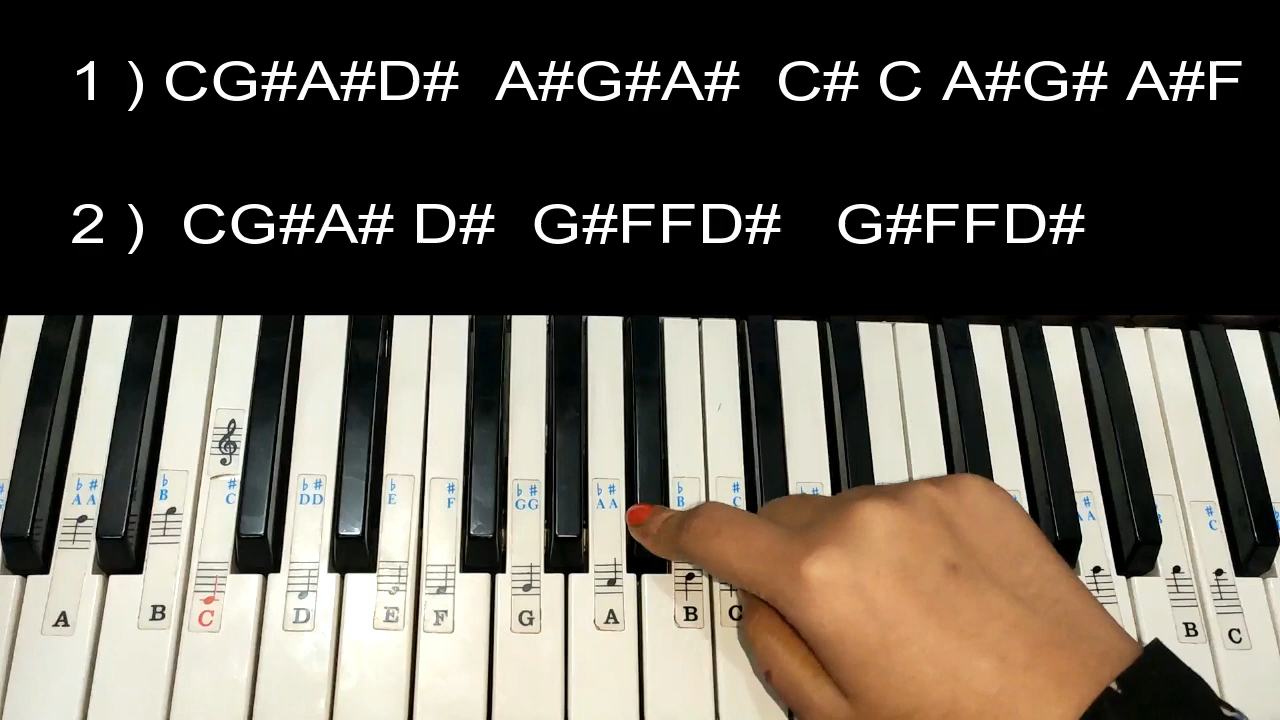 1 ) CG#A#D# A#G#A# C# C A#G# A#F
2 ) CG#A# D# G#FFD# G#FFD#
♭A #A ♭B #C ♭D #D ♭E #F ♭G #G ♭A #A ♭B #C
A B C D E F G A B C B C